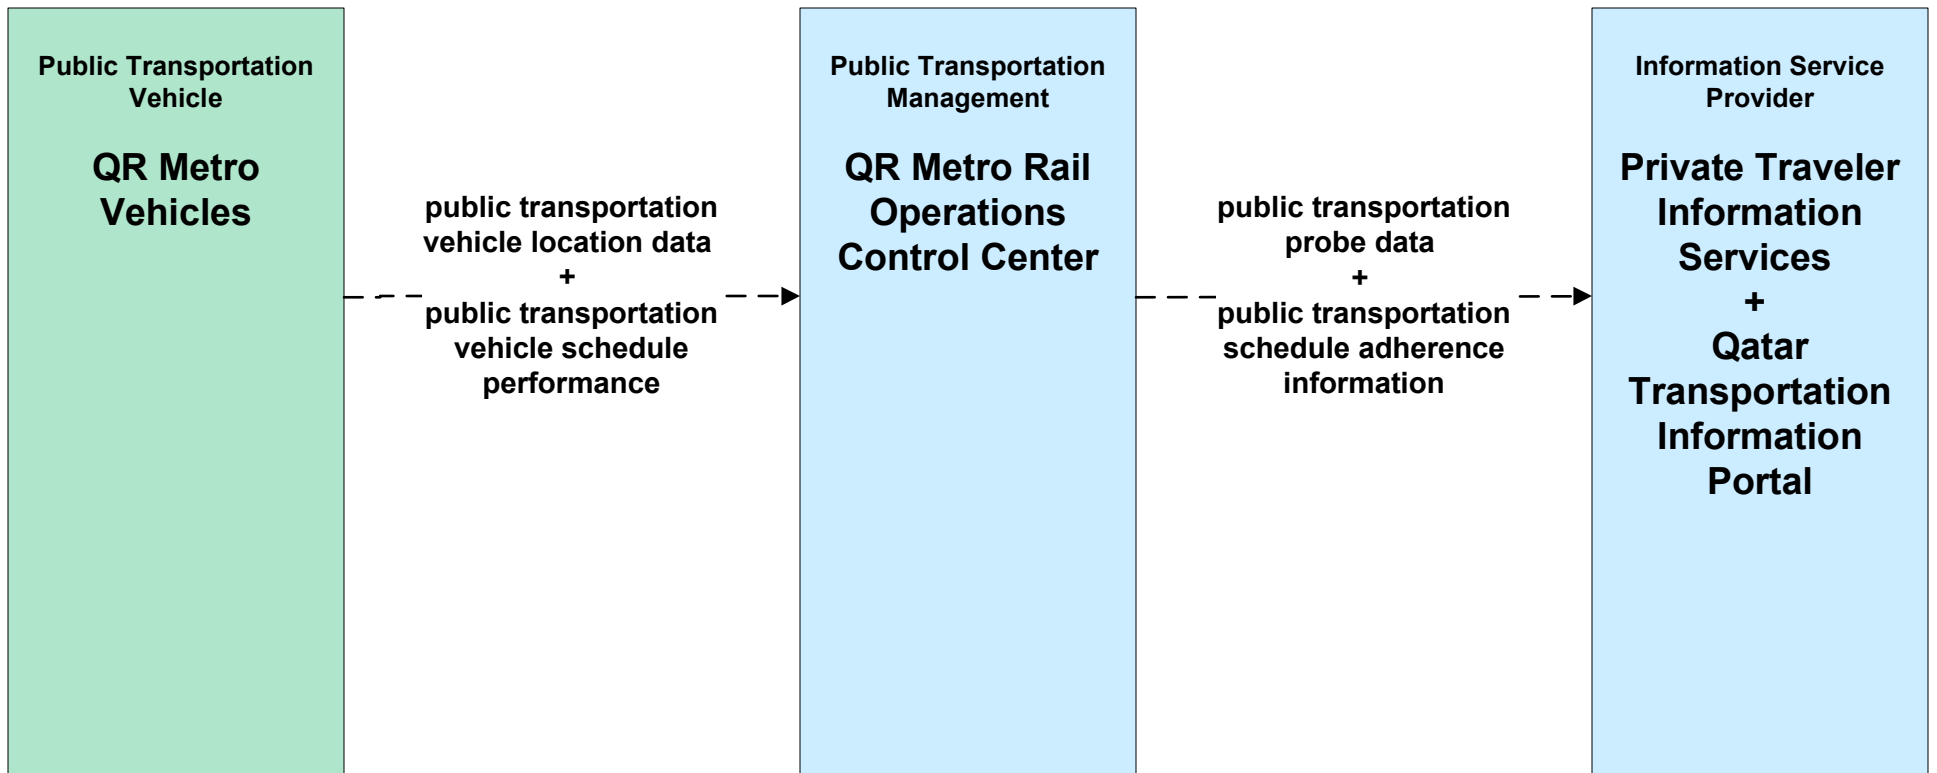 Public Transportation
Vehicle
QR Metro
Vehicles
public transportation
vehicle location data
+
public transportation
vehicle schedule
performance
Public Transportation
Management
QR Metro Rail
Operations
Control Center
public transportation
probe data
+
public transportation
schedule adherence
information
Information Service
Provider
Private Traveler
Information
Services
+
Qatar
Transportation
Information
Portal